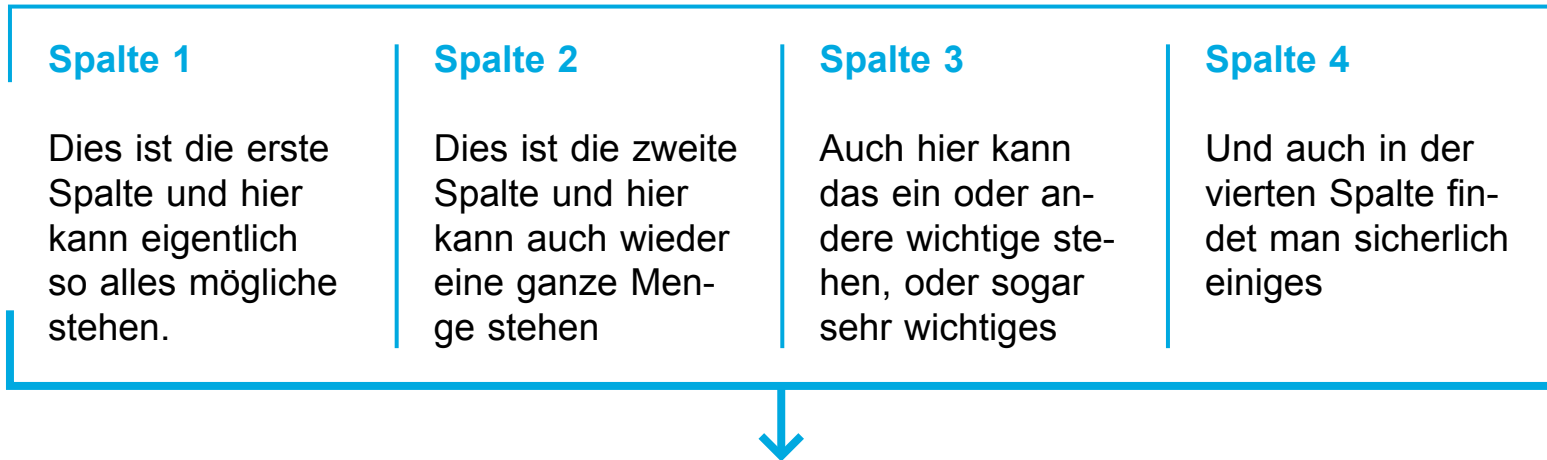 Spalte 1
Dies ist die erste
Spalte und hier
kann eigentlich
so alles mögliche
stehen.
Spalte 2
Dies ist die zweite
Spalte und hier
kann auch wieder
eine ganze Men-
ge stehen
Spalte 3
Auch hier kann
das ein oder an-
dere wichtige ste-
hen, oder sogar
sehr wichtiges
Spalte 4
Und auch in der
vierten Spalte fin-
det man sicherlich
einiges